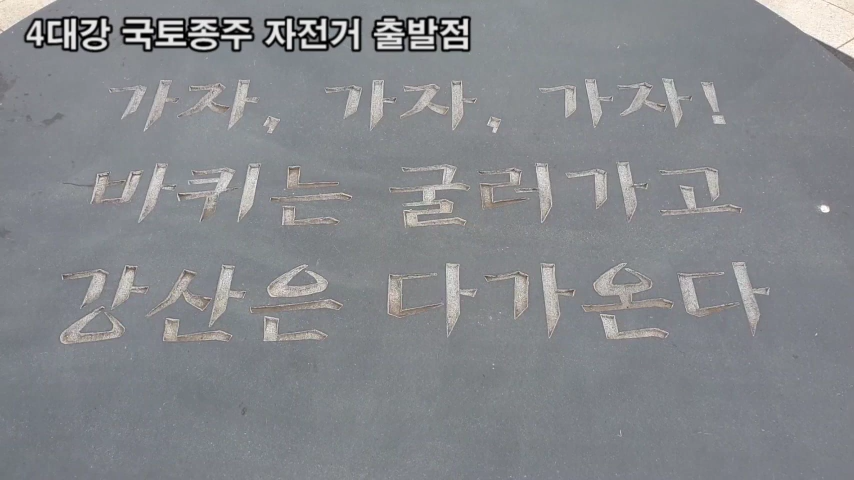 4대강 국토종주 자전거 출발점
가자, 가자, 가자!
바퀴는 굴러가고
강산은 다가온다